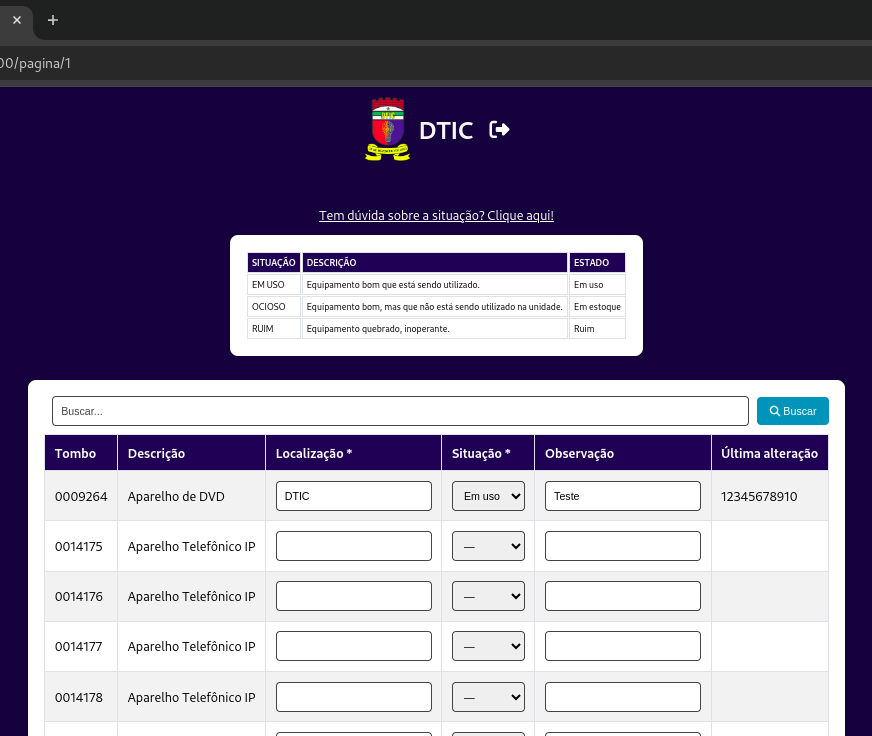 00/pagina/1
DTIC
Tem dúvida sobre a situação? Clique aqui!
SITUAÇÃO DESCRIÇÃO ESTADO
EM USO Equipamento bom que está sendo utilizado. Em uso
OCIOSO Equipamento bom, mas que não está sendo utilizado na unidade. Em estoque
RUIM Equipamento quebrado, inoperante. Ruim
Buscar... Buscar
Tombo Descrição Localização * Situação * Observação Última alteração
0009264 Aparelho de DVD DTIC Em uso Teste 12345678910
0014175 Aparelho Telefônico IP —
0014176 Aparelho Telefônico IP —
0014177 Aparelho Telefônico IP —
0014178 Aparelho Telefônico IP —